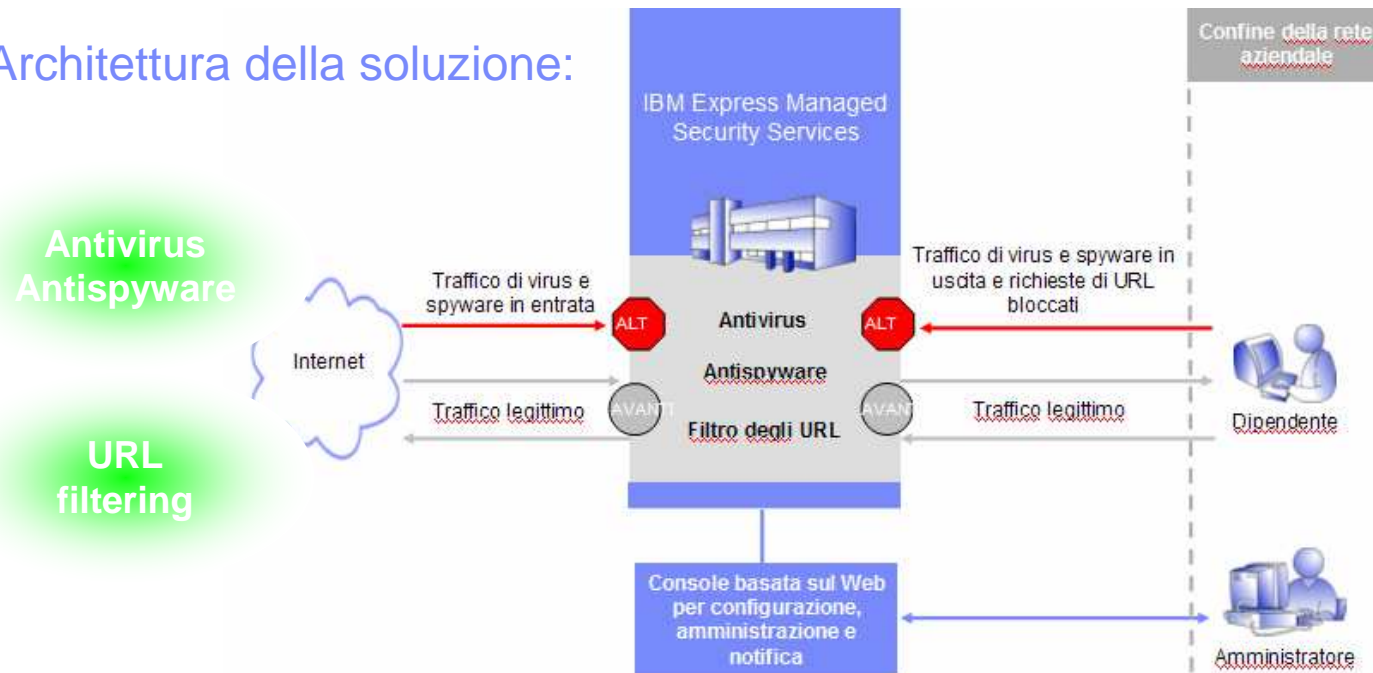 Architettura della soluzione:
IBM Express Managed
Security Services
Confine della rete
aziendale
Antivirus
Antispyware
URL
filtering
Internet
Traffico di virus e
spyware in entrata
Traffico legittimo
ALT
AVANTI
Antivirus
Antispyware
Filtro degli URL
ALT
AVANTI
Traffico di virus e spyware in
uscita e richieste di URL
bloccati
Traffico legittimo
Dipendente
Console basata sul Web
per configurazione,
amministrazione e
notifica
Amministratore